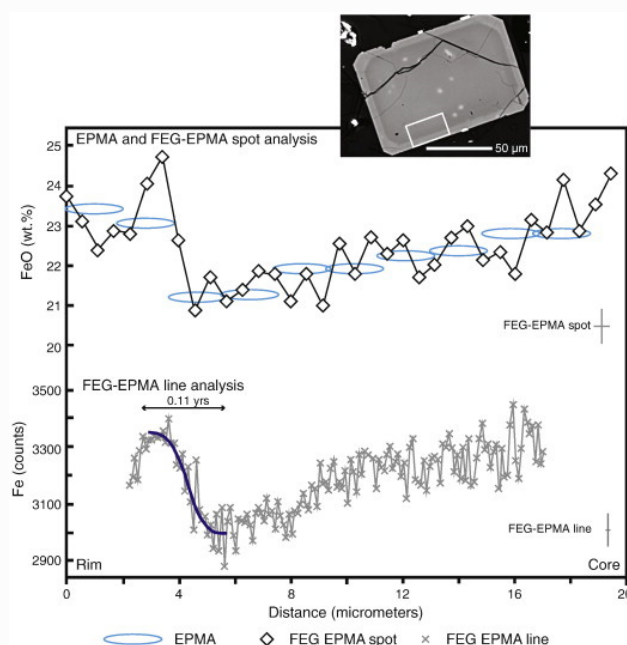 50 µm
EPMA and FEG-EPMA spot analysis
25
24
23
22
21
20
FeO (wt.%)
FEG-EPMA spot
FEG-EPMA line analysis
0.11 yrs
3500
3300
3100
2900
Fe (counts)
FEG-EPMA line
Rim
Core
0 4 8 12 16 20
Distance (micrometers)
EPMA FEG EPMA spot FEG EPMA line